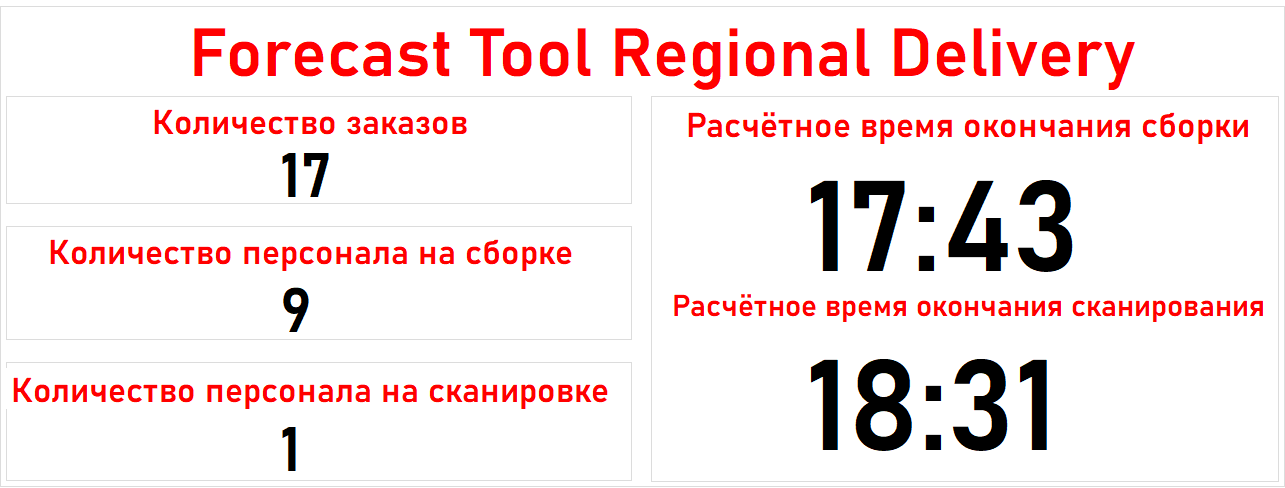 Forecast Tool Regional Delivery
Количество заказов
17
Количество персонала на сборке
9
Количество персонала на сканировке
1
Расчётное время окончания сборки
17:43
Расчётное время окончания сканирования
18:31